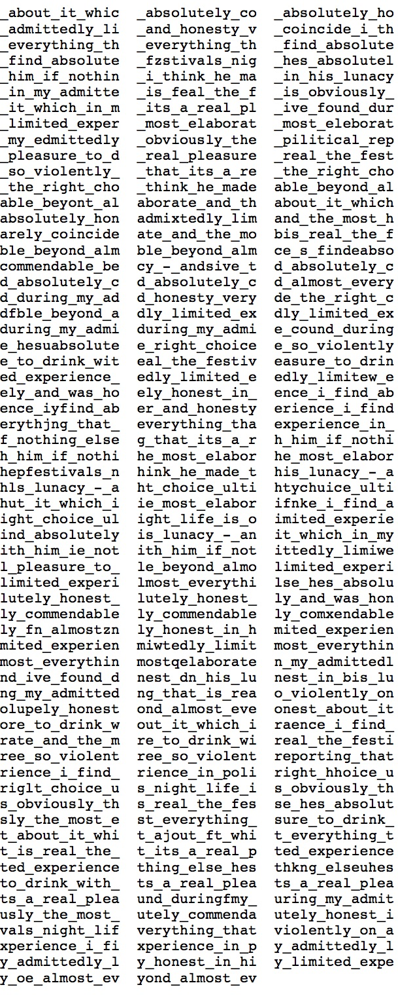 _about_it_whic _absolutely_co _absolutely_ho
_admittedly_li _and_honesty_v _coincide_i_th
_everything_th _everything_th _find_absolute
_find_absolute _fzstivals_nig _hes_absolutel
_him_if_nothin _i_think_he_ma _in_his_lunacy
_in_my_admitte _is_feal_the_f _is_obviously_
_it_which_in_m _its_a_real_pl _ive_found_dur
_limited_exper _most_elaborat _most_eleborat
_my_edmittedly _obviously_the _pilitical_rep
_pleasure_to_d _real_pleasure _real_the_fest
_so_violently_ _that_its_a_re _the_right_cho
_the_right_cho _think_he_made able_beyond_al
able_beyont_al aborate_and_th about_it_which
absolutely_hon admixtedly_lim and_the_most_h
arely_coincide ate_and_the_mo bis_real_the_f
ble_beyond_alm ble_beyond_alm ce_s_findeabso
commendable_be cy_-_andsive_t d_absolutely_c
d_absolutely_c d_absolutely_c d_almost_every
d_during_my_ad d_honesty_very de_the_right_c
dfble_beyond_a dly_limited_ex dly_limited_ex
during_my_admi during_my_admi e_cound_during
e_hesuabsolute e_right_choice e_so_violently
e_to_drink_wit eal_the_festiv easure_to_drin
ed_experience_ edly_limited_e edly_limitew_e
ely_and_was_ho ely_honest_in_ ence_i_find_ab
ence_iyfind_ab er_and_honesty erience_i_find
erythjng_that_ everything_tha experience_in_
f_nothing_else g_that_its_a_r h_him_if_nothi
h_him_if_nothi he_most_elabor he_most_elabor
hepfestivals_n hink_he_made_t his_lunacy_-_a
hls_lunacy_-_a ht_choice_ulti htychuice_ulti
hut_it_which_i ie_most_elabor ifnke_i_find_a
ight_choice_ul ight_life_is_o imited_experie
ind_absolutely is_lunacy_-_an it_which_in_my
ith_him_ie_not ith_him_if_not ittedly_limiwe
l_pleasure_to_ le_beyond_almo limited_experi
limited_experi lmost_everythi lse_hes_absolu
lutely_honest_ lutely_honest_ ly_and_was_hon
ly_commendable ly_commendable ly_comxendable
ly_fn_almostzn ly_honest_in_h mited_experien
mited_experien miwtedly_limit most_everythin
most_everythin mostqelaborate n_my_admittedl
nd_ive_found_d nest_dn_his_lu nest_in_bis_lu
ng_my_admitted ng_that_is_rea o_violently_on
olupely_honest ond_almost_eve onest_about_it
ore_to_drink_w out_it_which_i raence_i_find_
rate_and_the_m re_to_drink_wi real_the_festi
ree_so_violent ree_so_violent reporting_that
rience_i_find_ rience_in_poli right_hhoice_u
riglt_choice_u s_night_life_i s_obviously_th
s_obviously_th s_real_the_fes se_hes_absolut
sly_the_most_e st_everything_ sure_to_drink_
t_about_it_whi t_ajout_ft_whi t_everything_t
t_is_real_the_ t_its_a_real_p ted_experience
ted_experience thing_else_hes thkng_elseuhes
to_drink_with_ ts_a_real_plea ts_a_real_plea
ts_a_real_plea und_duringfmy_ uring_my_admit
usly_the_most_ utely_commenda utely_honest_i
vals_night_lif verything_that violently_on_a
xperience_i_fi xperience_in_p y_admittedly_l
y_admittedly_l y_honest_in_hi y_limited_expe
y_oe_almost_ev yond_almost_ev